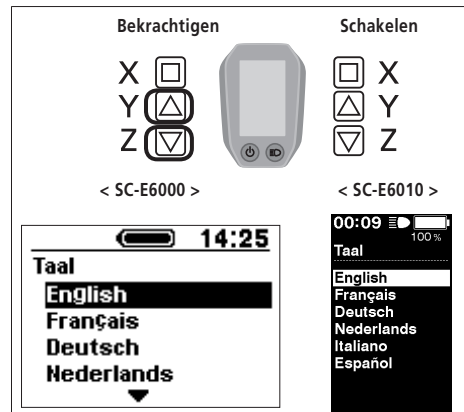 Bekrachtigen Schakelen
X X
Y Y
Z Z
< SC-E6000 > < SC-E6010 >
14:25
Taal
English
Français
Deutsch
Nederlands
00:09
100 %
Taal
English
Français
Deutsch
Nederlands
Italiano
Español